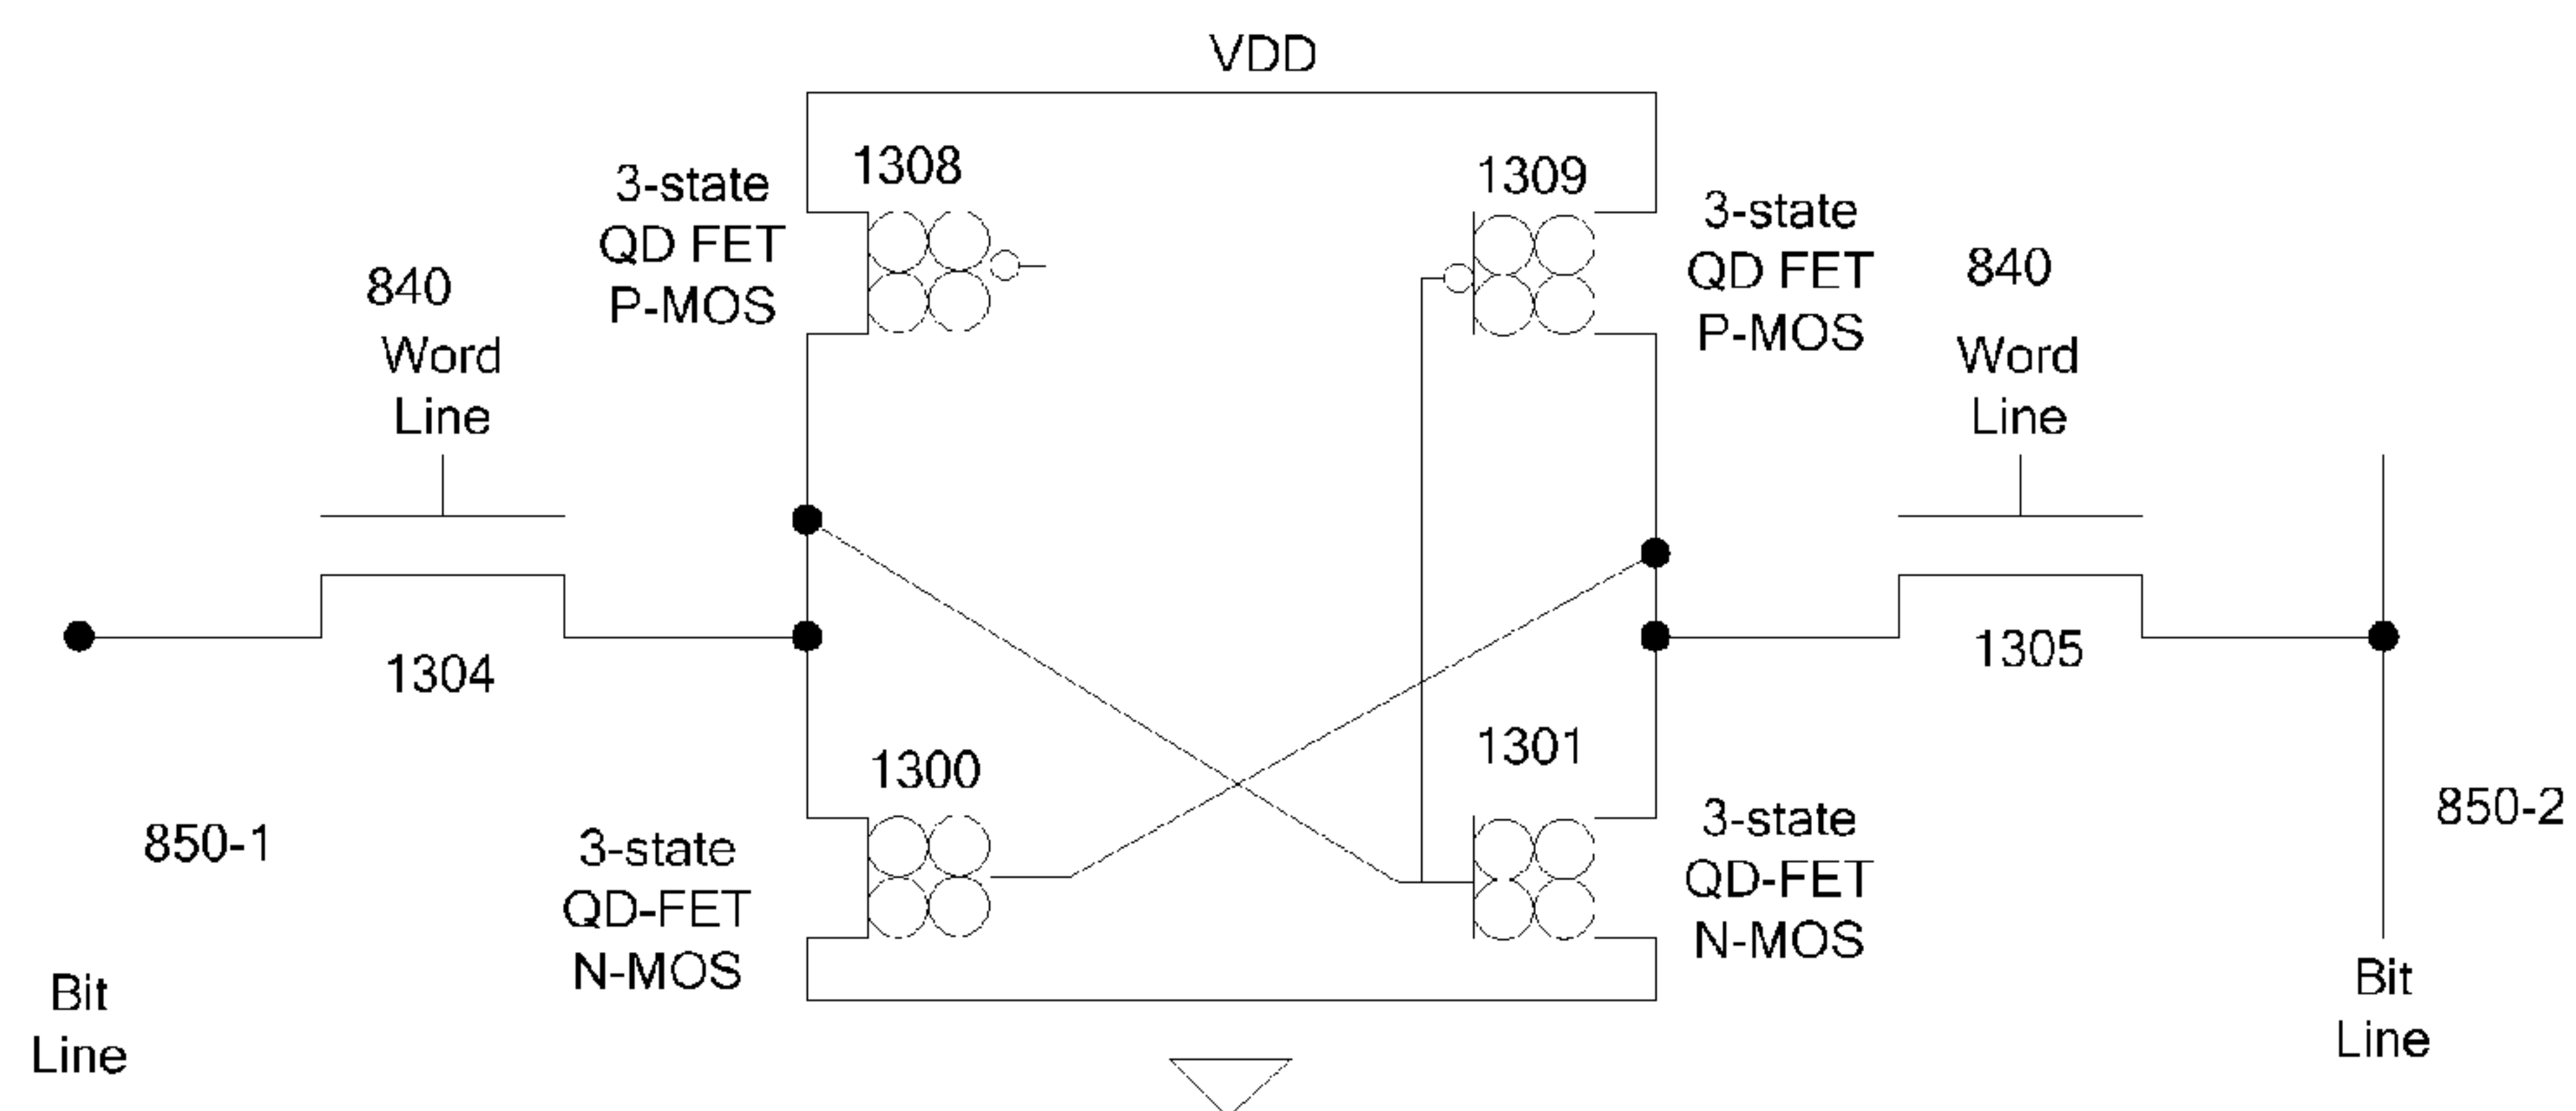 VDD
1308
3-state
QD FET
P-MOS
1309
3-state
QD FET
P-MOS
840
Word
Line
840
Word
Line
1304
1305
1300
3-state
QD-FET
N-MOS
1301
3-state
QD-FET
N-MOS
850-1
850-2
Bit
Line
Bit
Line